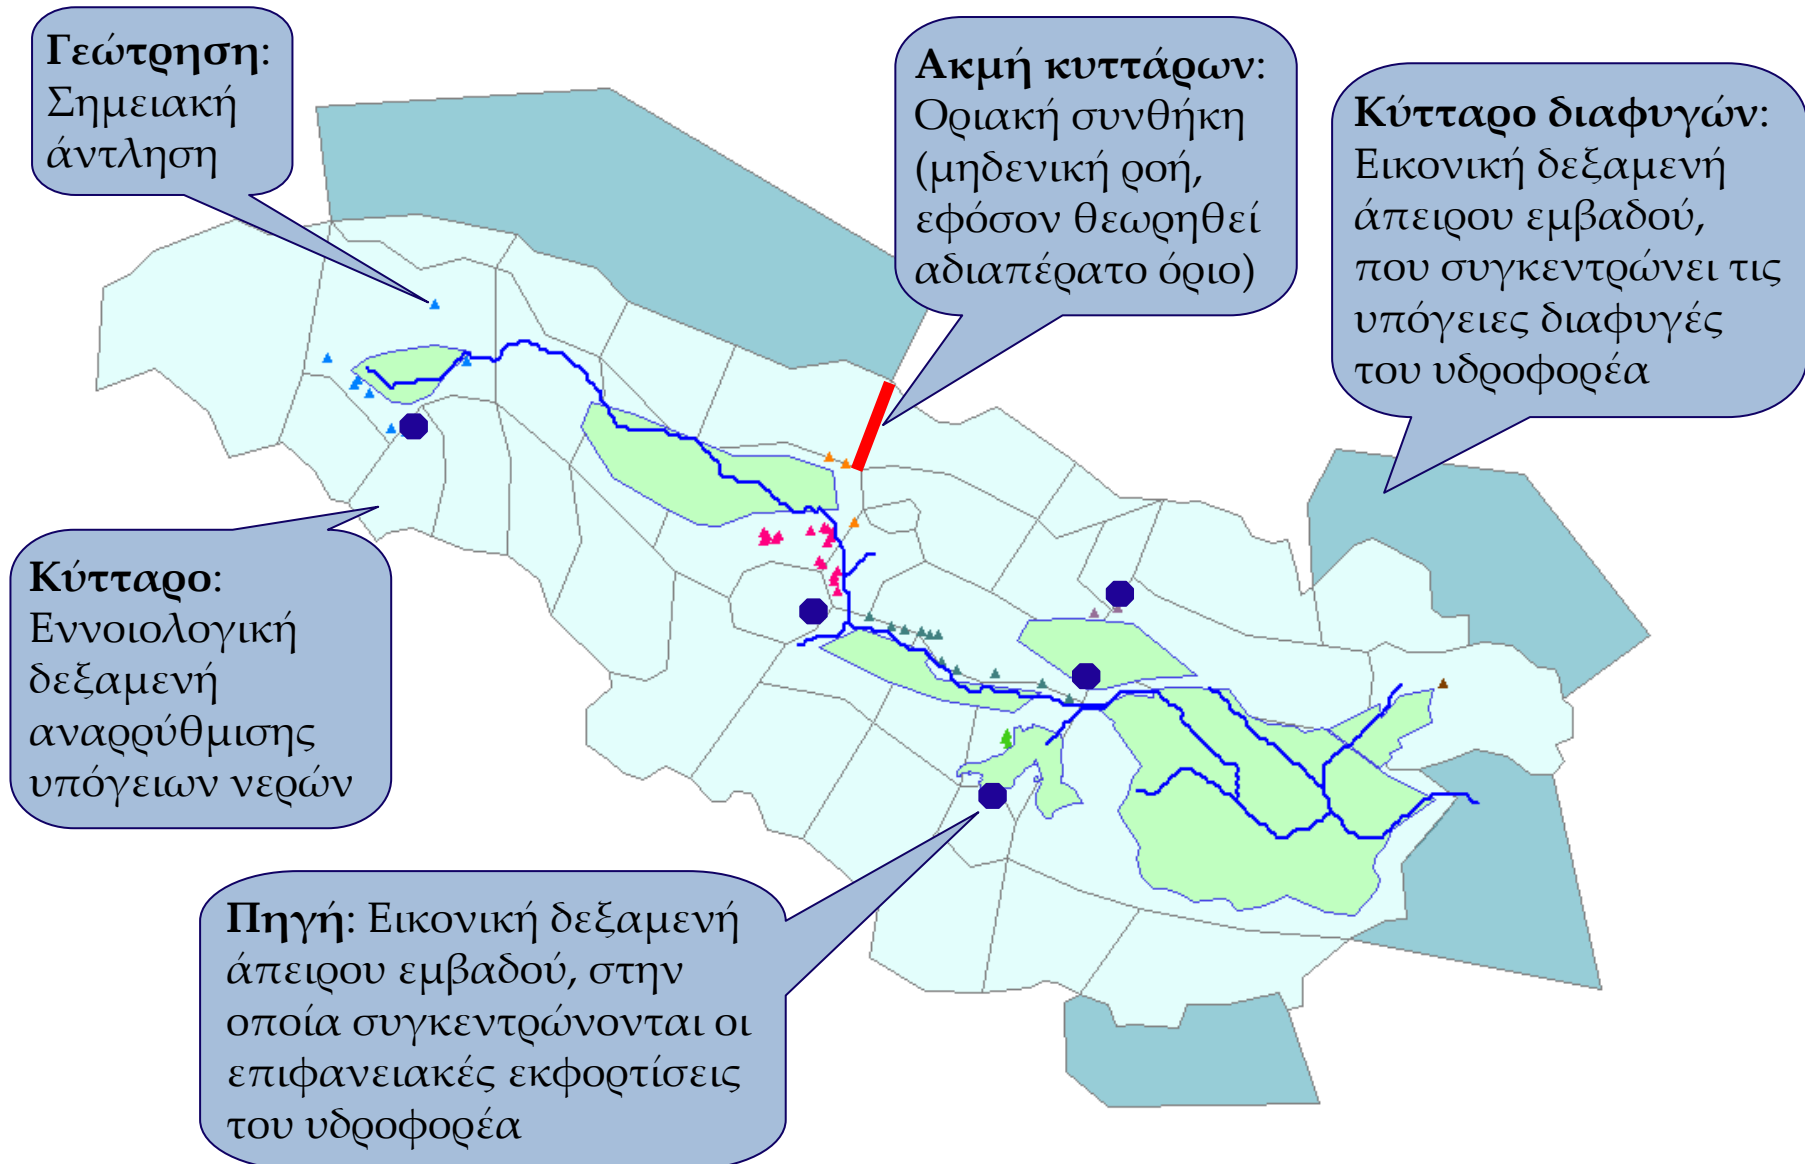 Γεώτρηση:
Σημειακή
άντληση
Ακμή κυττάρων:
Οριακή συνθήκη
(μηδενική ροή,
εφόσον θεωρηθεί
αδιαπέρατο όριο)
Κύτταρο διαφυγών:
Εικονική δεξαμενή
άπειρου εμβαδού,
που συγκεντρώνει τις
υπόγειες διαφυγές
του υδροφορέα
Κύτταρο:
Εννοιολογική
δεξαμενή
αναρρύθμισης
υπόγειων νερών
Πηγή: Εικονική δεξαμενή
άπειρου εμβαδού, στην
οποία συγκεντρώνονται οι
επιφανειακές εκφορτίσεις
του υδροφορέα